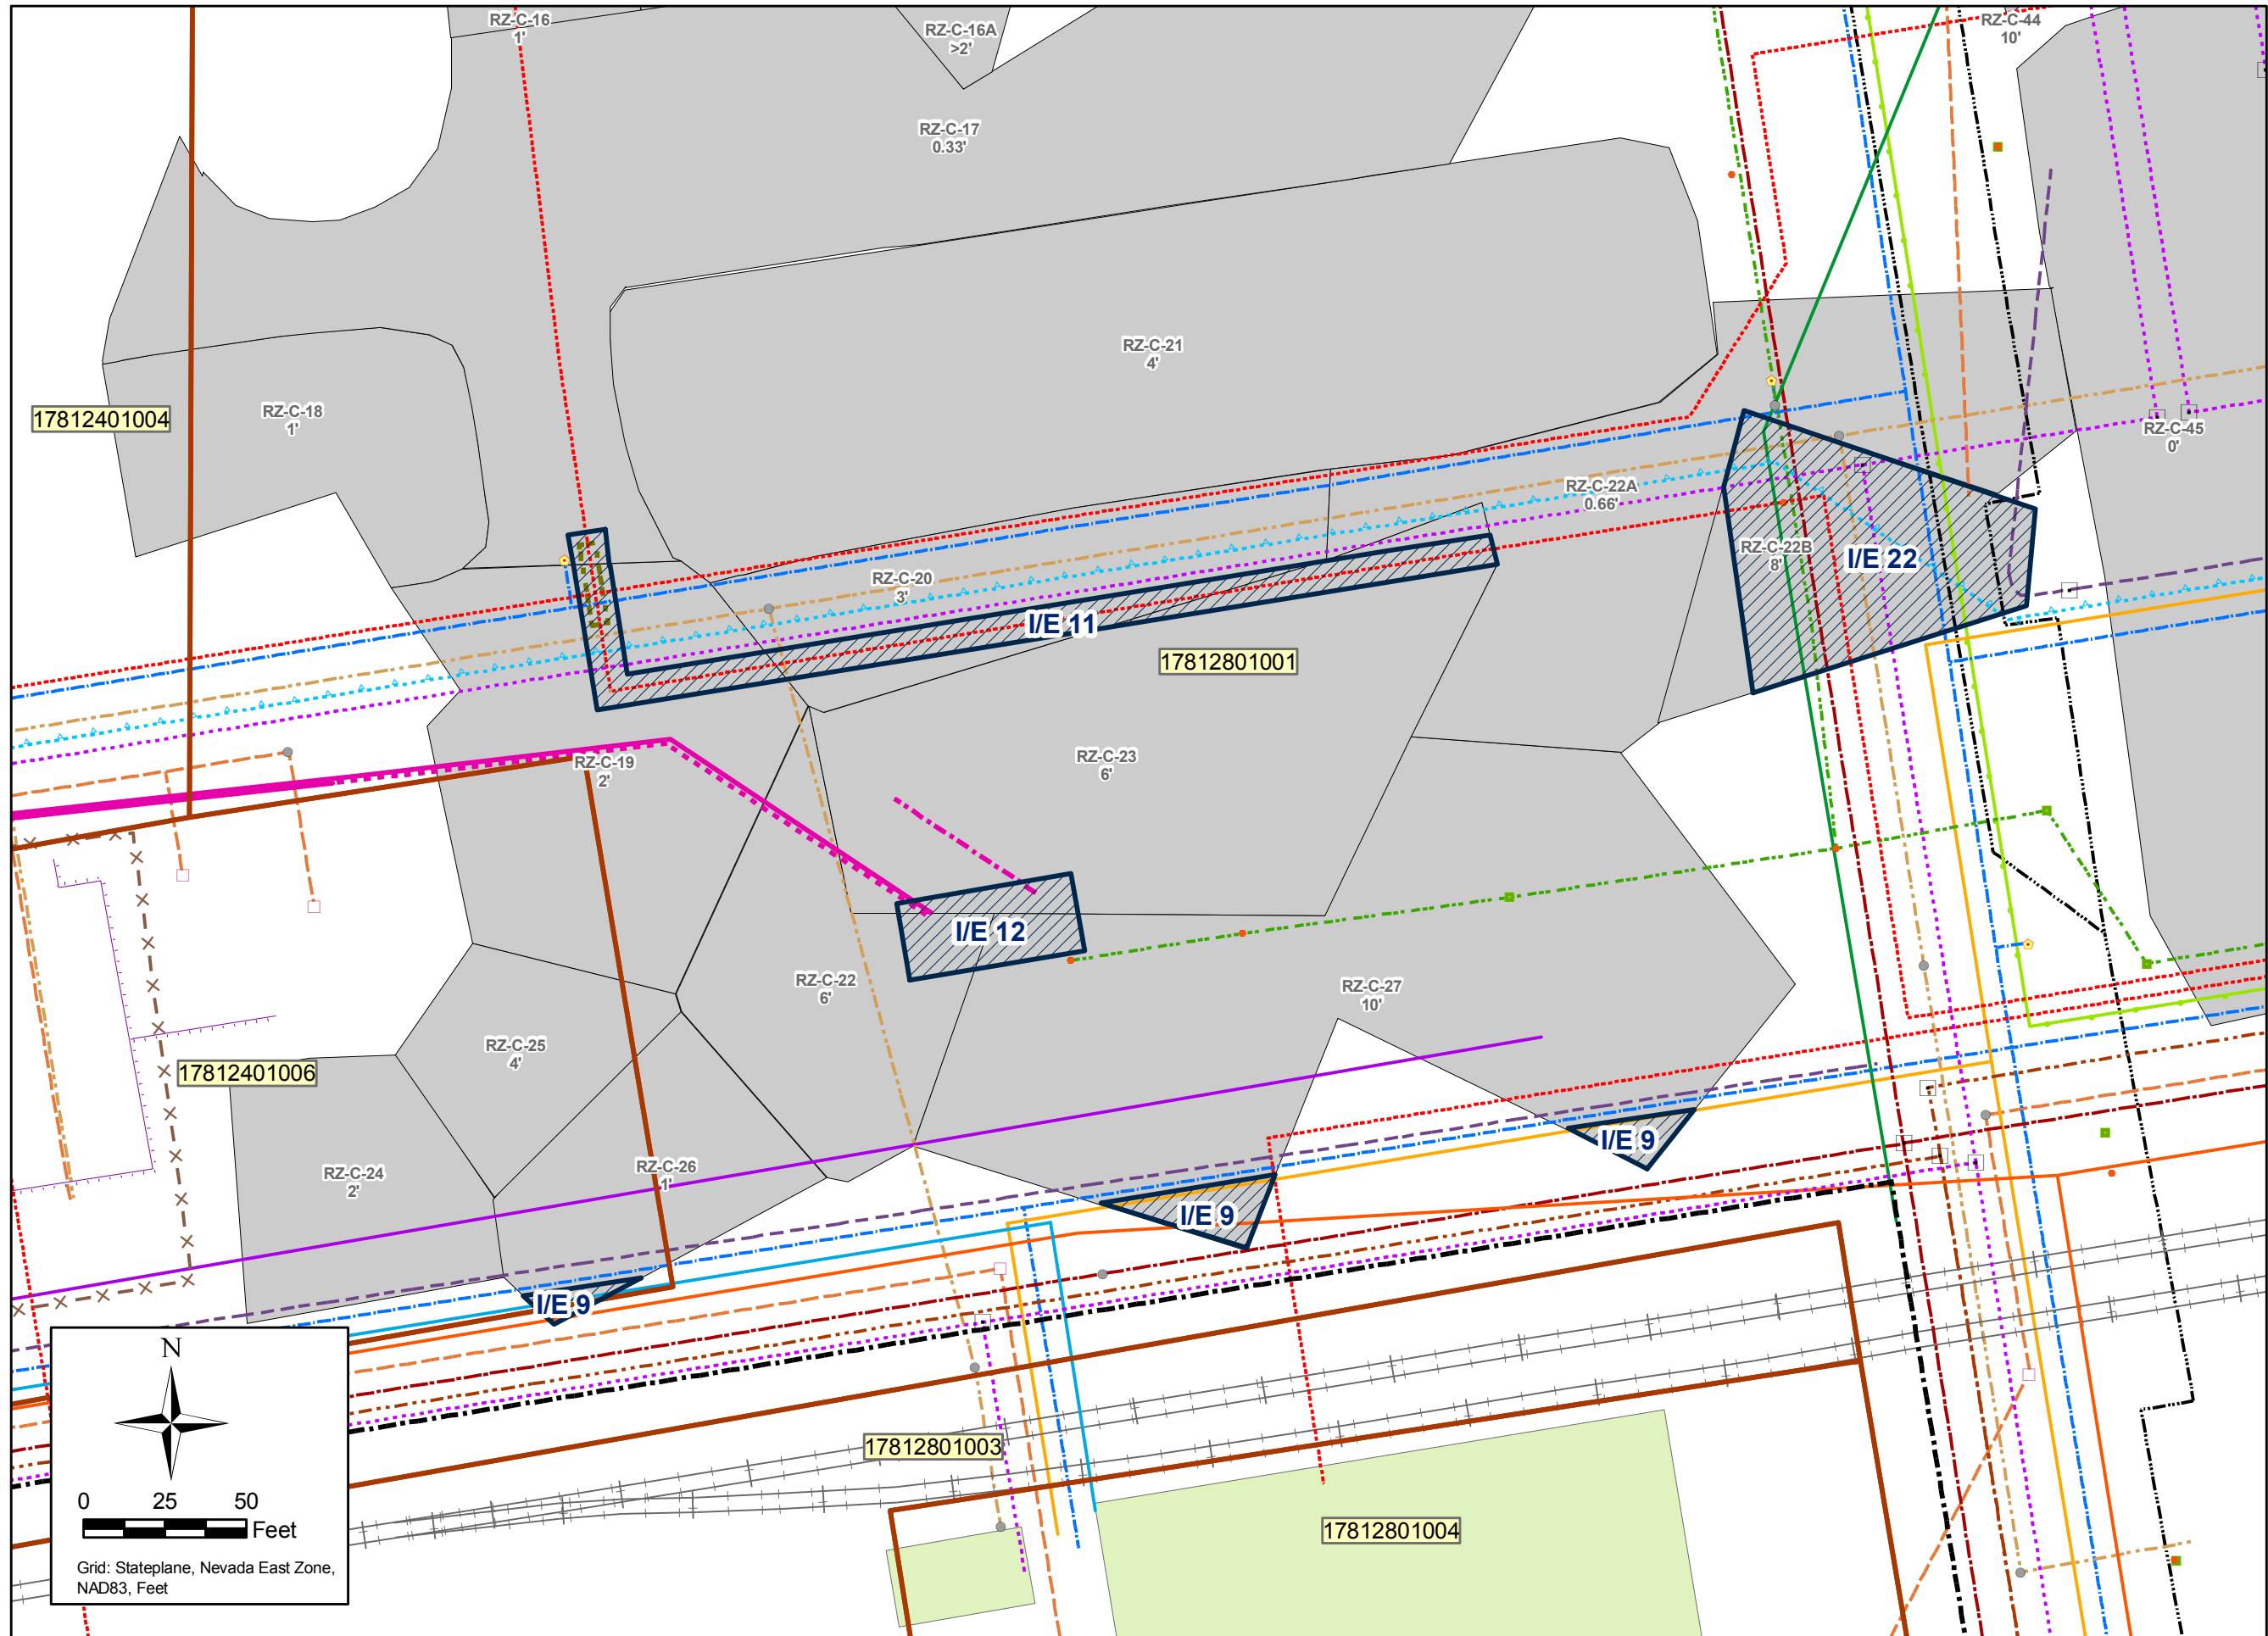 RZ-C-16
1'
RZ-C-16A
>2'
RZ-C-44
10'
RZ-C-17
0.33'
RZ-C-21
4'
17812401004
RZ-C-18
1'
RZ-C-45
0'
RZ-C-22A
0.66'
RZ-C-22B
8'
I/E 22
RZ-C-20
3'
I/E 11
17812801001
RZ-C-19
2'
RZ-C-23
6'
I/E 12
RZ-C-22
6'
RZ-C-27
10'
RZ-C-25
4'
17812401006
RZ-C-24
2'
RZ-C-26
1'
I/E 9
I/E 9
I/E 9
N
0 25 50
Feet
Grid: Stateplane, Nevada East Zone,
NAD83, Feet
17812801003
17812801004